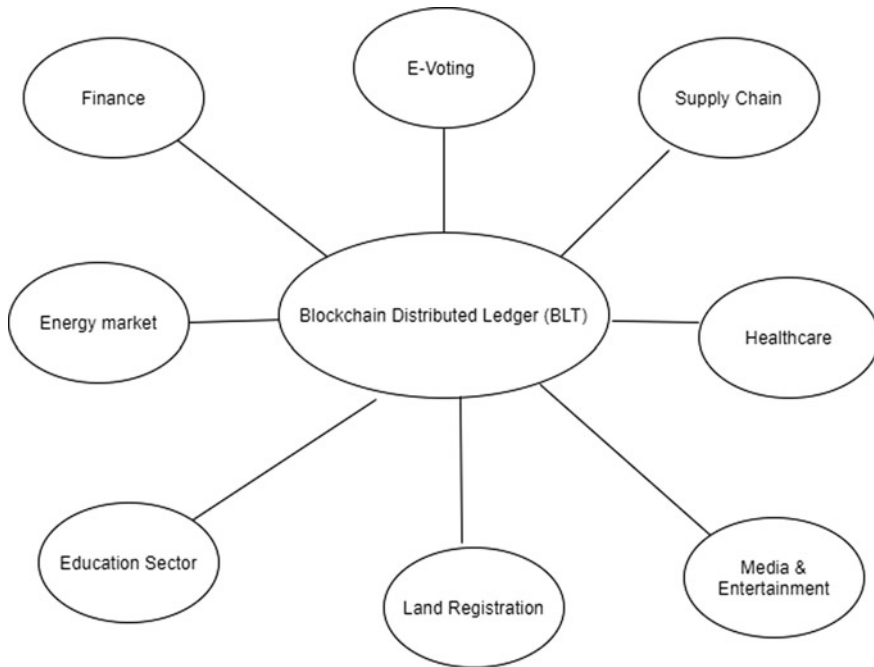 E-Voting
Finance
Supply Chain
Blockchain Distributed Ledger (BLT)
Energy market
Healthcare
Education Sector
Media &
Entertainment
Land Registration